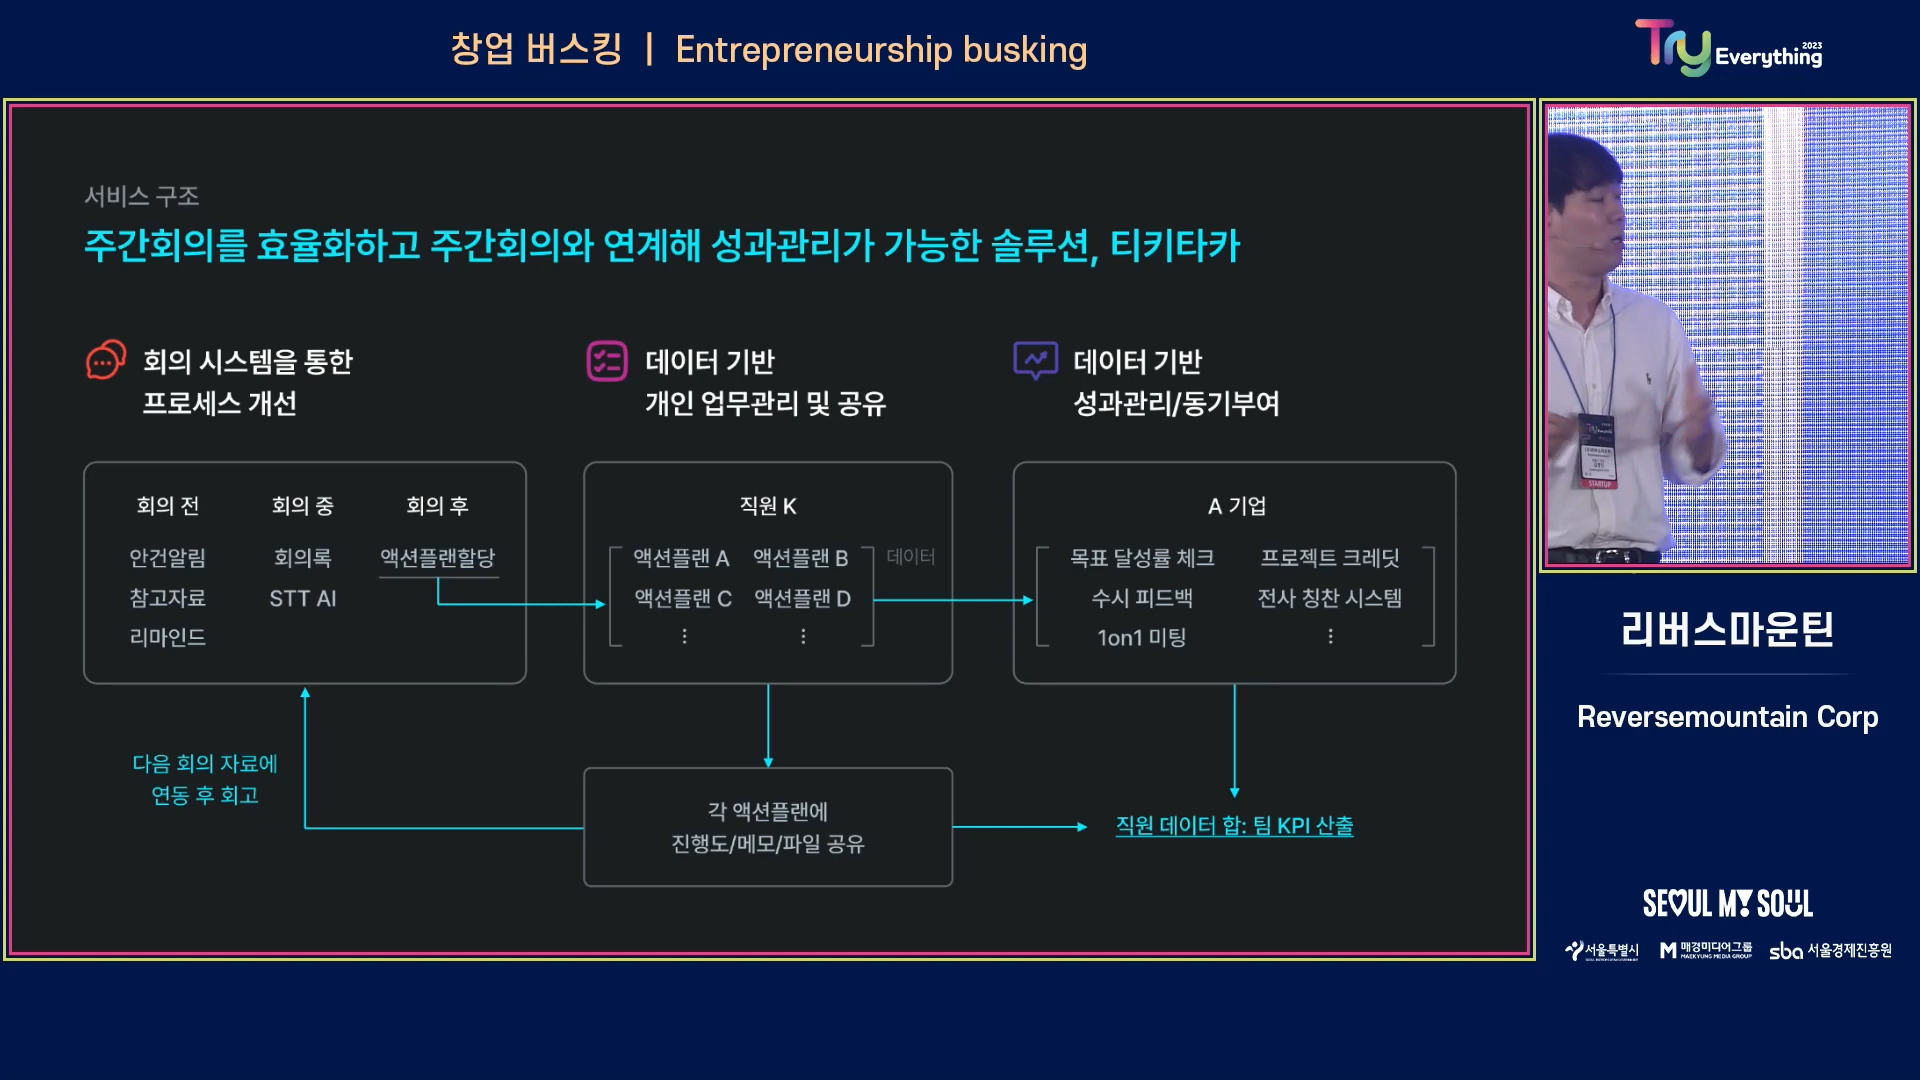 창업 버스킹 | Entrepreneurship busking
Try Everything 2023
서비스 구조
주간회의를 효율화하고 주간회의와 연계해 성과관리가 가능한 솔루션, 티키타카
회의 시스템을 통한
프로세스 개선
데이터 기반
개인 업무관리 및 공유
데이터 기반
성과관리/동기부여
회의 전
안건알림
참고자료
리마인드
회의 중
회의록
STT AI
회의 후
액션플랜할당
직원 K
액션플랜 A 액션플랜 B
액션플랜 C 액션플랜 D
⋮ ⋮
데이터
A 기업
목표 달성률 체크 프로젝트 크레딧
수시 피드백 전사 칭찬 시스템
1on1 미팅 ⋮
다음 회의 자료에
연동 후 회고
각 액션플랜에
진행도/메모/파일 공유
직원 데이터 합: 팀 KPI 산출
STARTUP
리버스마운틴
Reversemountain Corp
SEOUL MY SOUL
서울특별시
M 매경미디어그룹
MAEKYUNG MEDIA GROUP
sba 서울경제진흥원